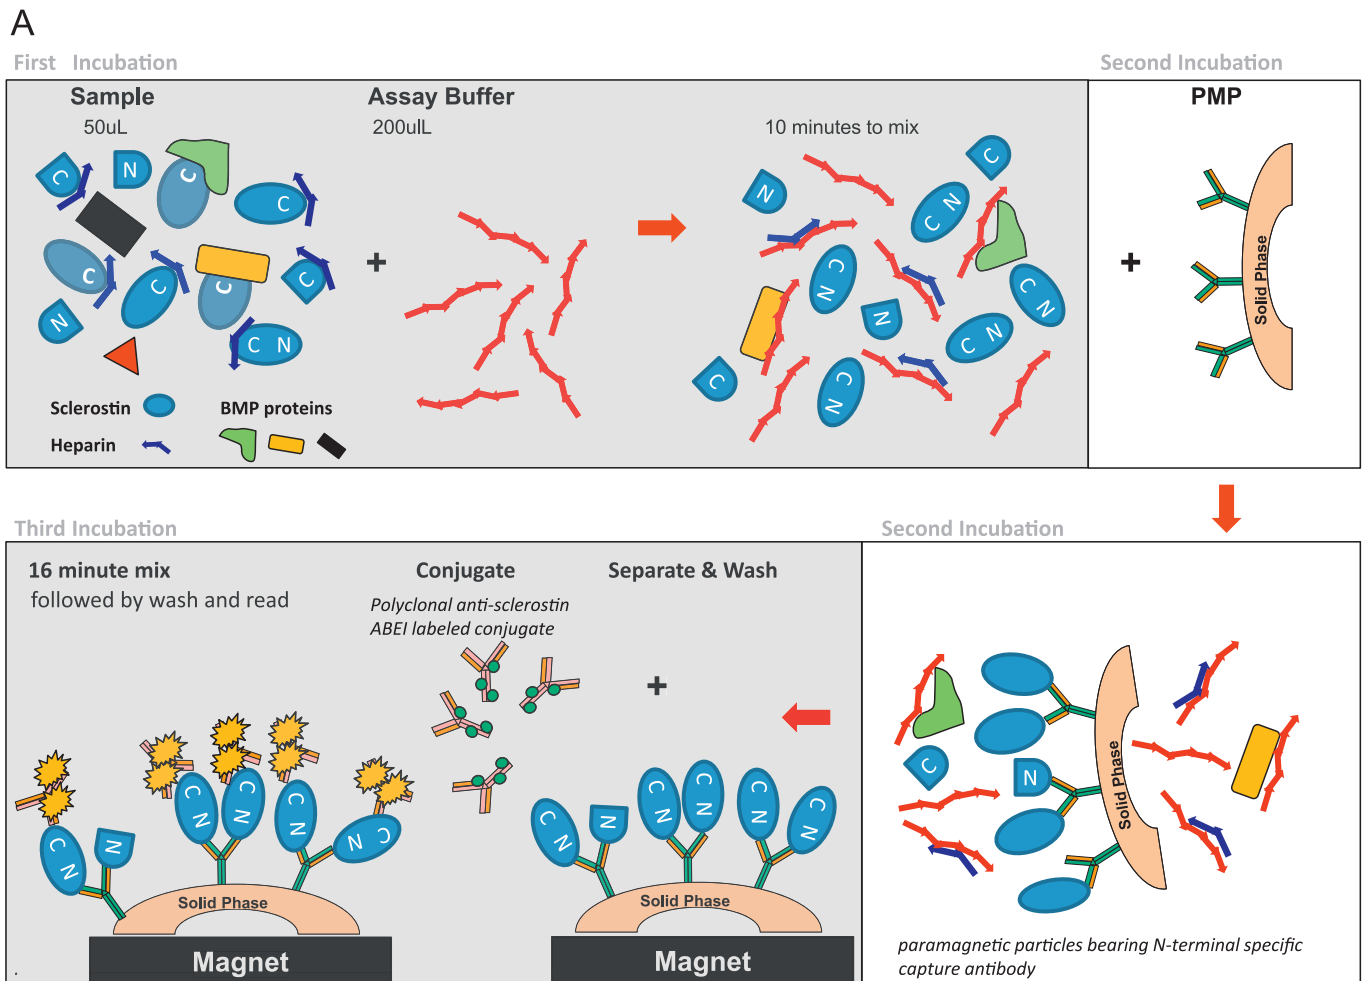 A
First Incubation
Second Incubation
Sample
Assay Buffer
PMP
50uL
200ulL
10 minutes to mix
C
N
C
C
C
C
C
C
N
C N
+
N
C
C N
C N
C N
N
C N
C
C N
+
Solid Phase
Sclerostin
BMP proteins
Heparin
Third Incubation
Second Incubation
16 minute mix
followed by wash and read
Conjugate
Separate & Wash
Polyclonal anti-sclerostin
ABEI labeled conjugate
+
C N
N
C N
C N
C N
C N
Solid Phase
Magnet
C N
N
C N
C N
C N
C N
Solid Phase
Magnet
C
N
Solid Phase
paramagnetic particles bearing N-terminal specific
capture antibody
.